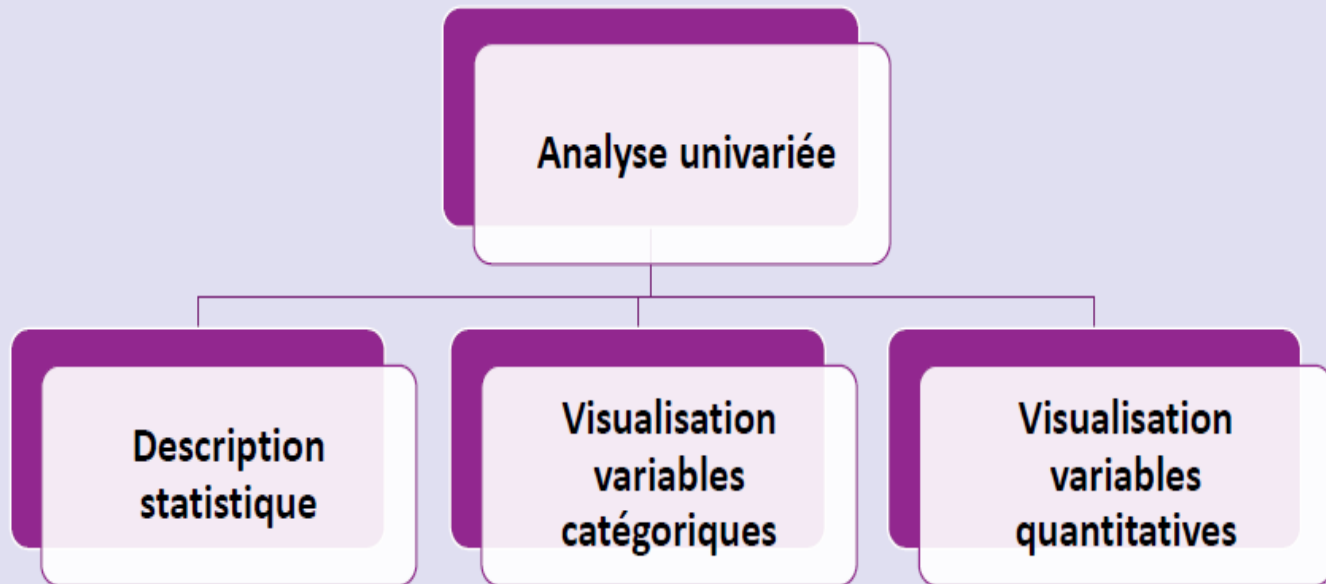 Analyse univariée
Description
statistique
Visualisation
variables
catégoriques
Visualisation
variables
quantitatives